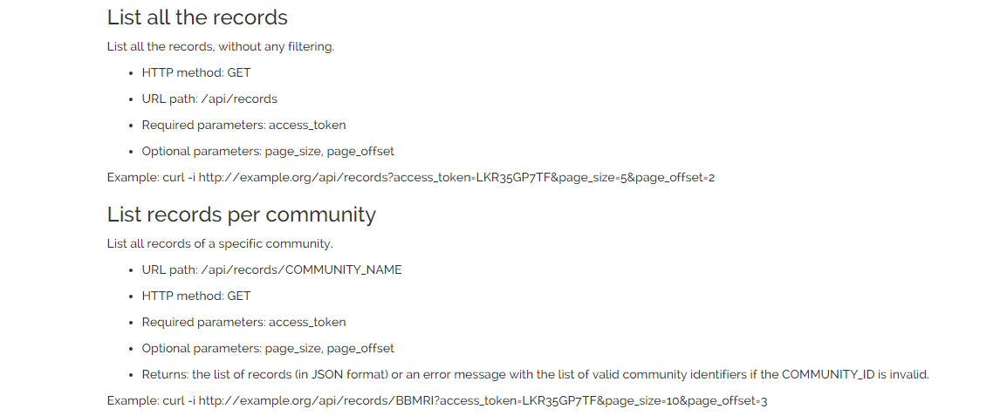 List all the records
List all the records, without any filtering.
• HTTP method: GET
• URL path: /api/records
• Required parameters: access_token
• Optional parameters: page_size, page_offset
Example: curl -i http://example.org/api/records?access_token=LKR35GP7TF&page_size=5&page_offset=2
List records per community
List all records of a specific community.
• URL path: /api/records/COMMUNITY_NAME
• HTTP method: GET
• Required parameters: access_token
• Optional parameters: page_size, page_offset
• Returns: the list of records (in JSON format) or an error message with the list of valid community identifiers if the COMMUNITY_ID is invalid.
Example: curl -i http://example.org/api/records/BBMRI?access_token=LKR35GP7TF&page_size=10&page_offset=3